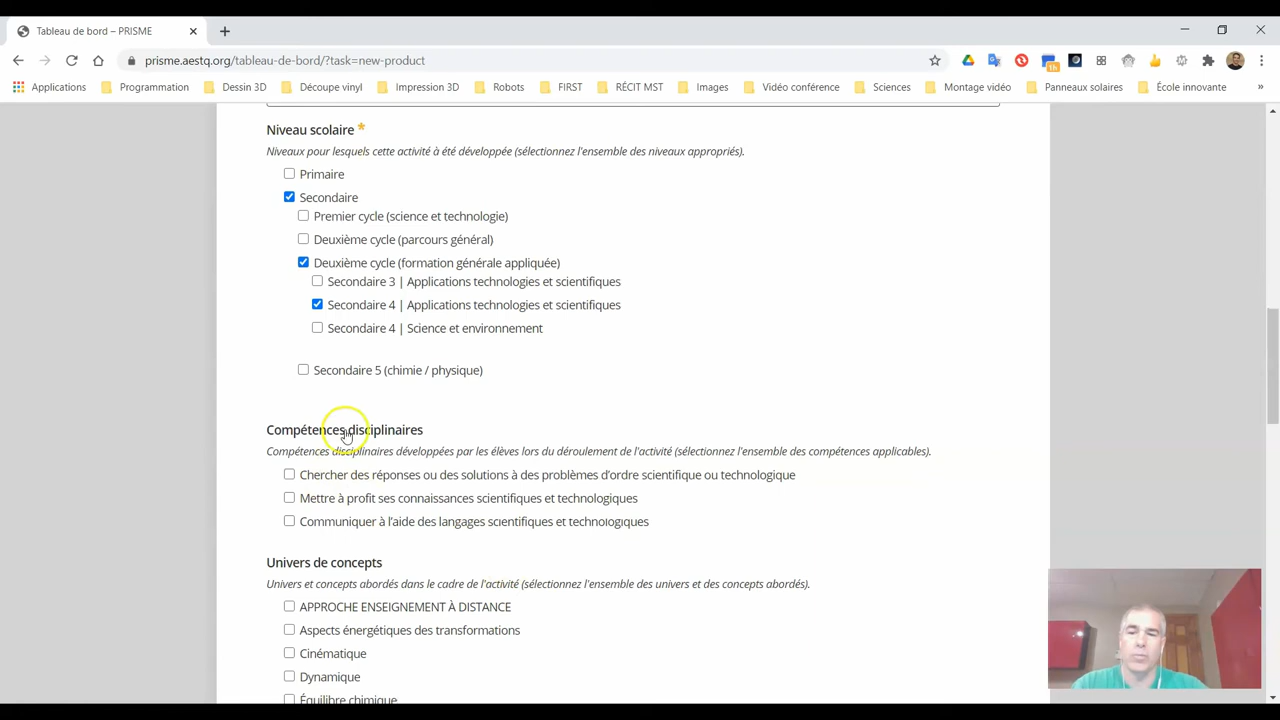 Tableau de bord – PRISME
prisme.aestq.org/tableau-de-bord/?task=new-product
1h
Applications Programmation Dessin 3D Découpe vinyl Impression 3D Robots FIRST RÉCIT MST Images Vidéo conférence Sciences Montage vidéo Panneaux solaires École innovante
Niveau scolaire *
Niveaux pour lesquels cette activité à été développée (sélectionnez l'ensemble des niveaux appropriés).
Primaire
Secondaire
Premier cycle (science et technologie)
Deuxième cycle (parcours général)
Deuxième cycle (formation générale appliquée)
Secondaire 3 | Applications technologies et scientifiques
Secondaire 4 | Applications technologies et scientifiques
Secondaire 4 | Science et environnement
Secondaire 5 (chimie / physique)
Compétences disciplinaires
Compétences disciplinaires développées par les élèves lors du déroulement de l'activité (sélectionnez l'ensemble des compétences applicables).
Chercher des réponses ou des solutions à des problèmes d'ordre scientifique ou technologique
Mettre à profit ses connaissances scientifiques et technologiques
Communiquer à l'aide des langages scientifiques et technologiques
Univers de concepts
Univers et concepts abordés dans le cadre de l'activité (sélectionnez l'ensemble des univers et des concepts abordés).
APPROCHE ENSEIGNEMENT À DISTANCE
Aspects énergétiques des transformations
Cinématique
Dynamique
Équilibre chimique